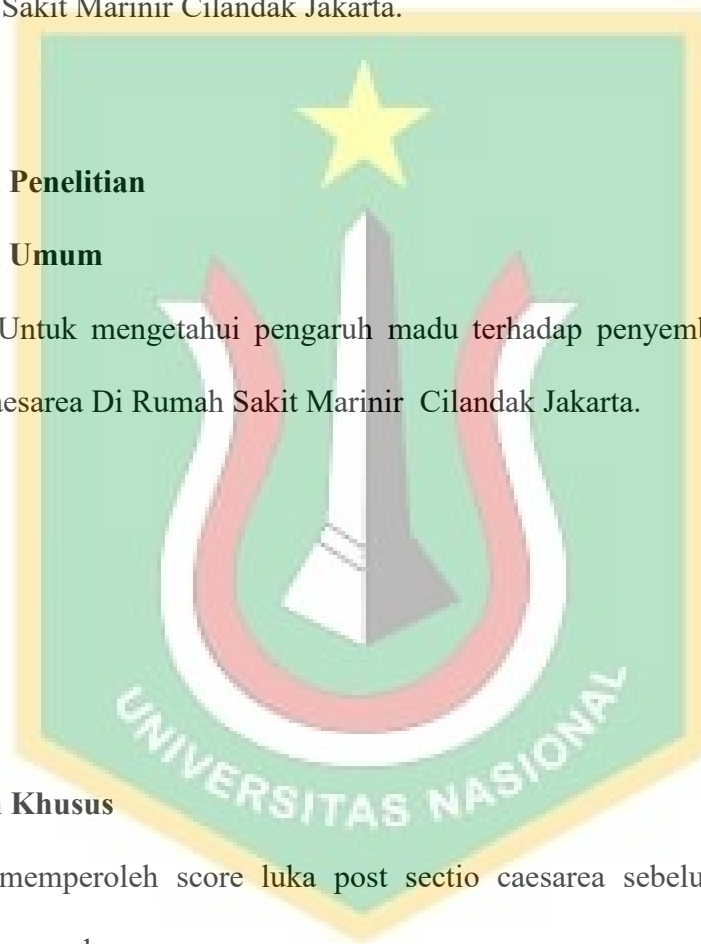 Sakit Marinir Cilandak Jakarta.
Penelitian
Umum
Untuk mengetahui pengaruh madu terhadap
Di Rumah Sakit Marinir Cilandak Jakarta.
UNIVERSITAS NASIONAL
Khusus
memperoleh score luka post sectio caesarea